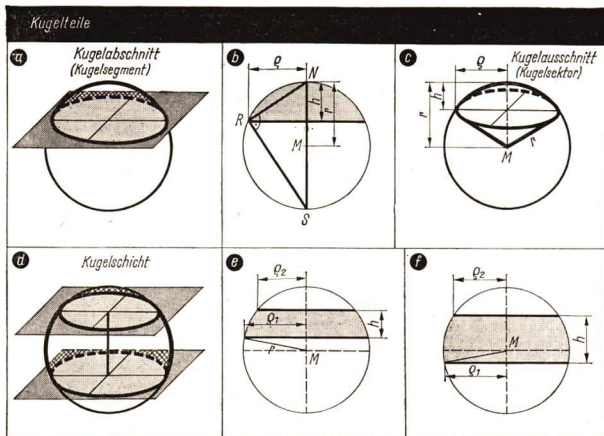 Kugelteile
a
Kugelabschnitt
(Kugelsegment)
b
ϱ
N
h
r
R
M
S
c
ϱ
Kugelausschnitt
(Kugelsektor)
h
r
r
M
d
Kugelschicht
e
ϱ2
ϱ1
h
r
M
f
ϱ2
M
h
ϱ1